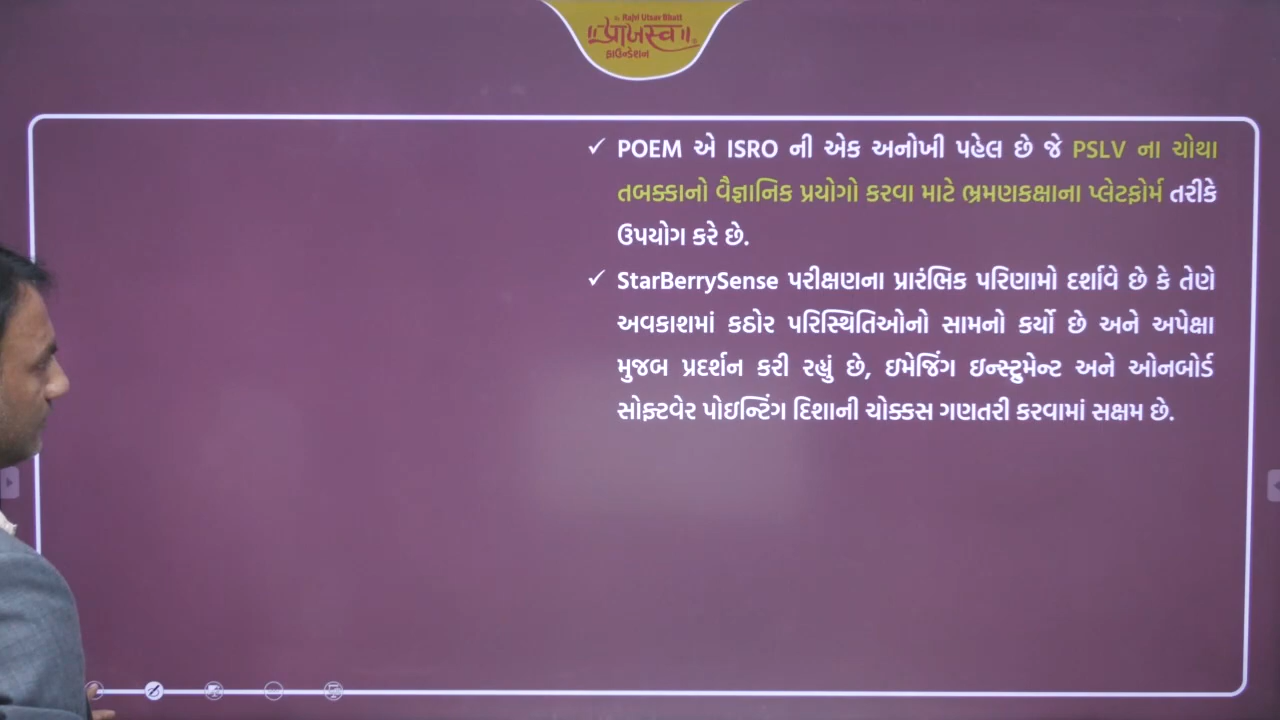 Rajvi Utsav Bhatt
ફાઉન્ડેશન
✓ POEM એ ISRO ની એક અનોખી પહેલ છે જે PSLV ના ચોથા
તબક્કાનો વૈજ્ઞાનિક પ્રયોગો કરવા માટે ભ્રમણકક્ષાના પ્લેટફોર્મ તરીકે
ઉપયોગ કરે છે.
✓ StarBerrySense પરીક્ષણના પ્રારંભિક પરિણામો દર્શાવે છે કે તેણે
અવકાશમાં કઠોર પરિસ્થિતિઓનો સામનો કર્યો છે અને અપેક્ષા
મુજબ પ્રદર્શન કરી રહ્યું છે, ઇમેજિંગ ઇન્સ્ટ્રુમેન્ટ અને ઓનબોર્ડ
સોફ્ટવેર પોઇન્ટિંગ દિશાની ચોક્કસ ગણતરી કરવામાં સક્ષમ છે.